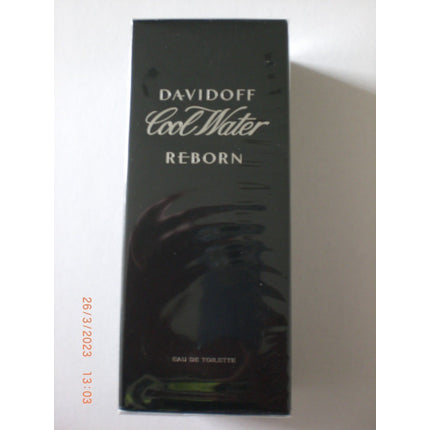 DAVIDOFF
Cool Water
REBORN
EAU DE TOILETTE
26/3/2023 13:03